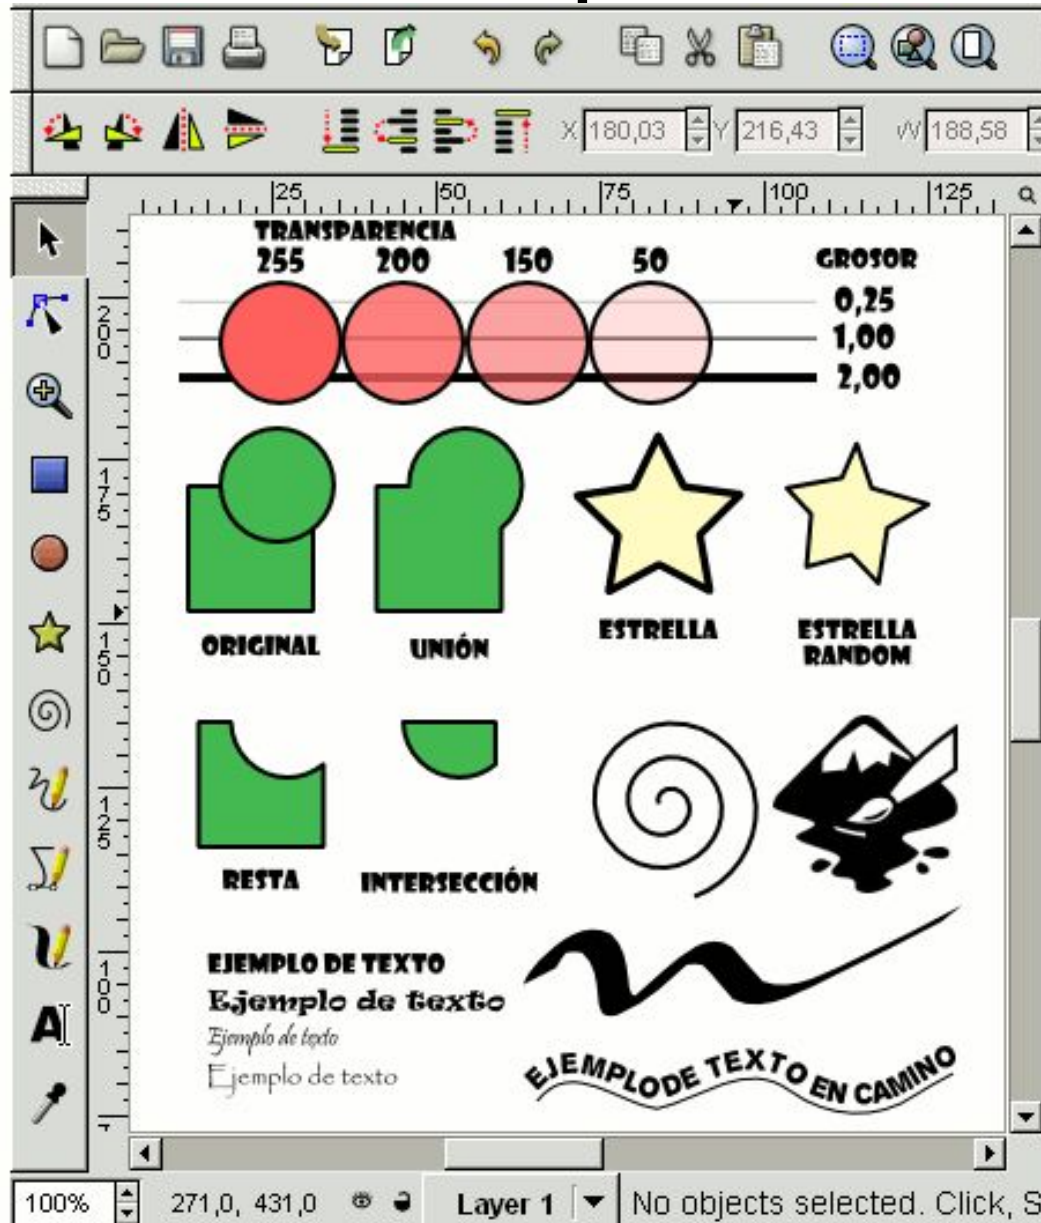 X 180,03 Y 216,43 W 188,58
25 50 75 100 125
TRANSPARENCIA
255 200 150 50 GROSOR
0,25
1,00
2,00
200
175
ORIGINAL UNIÓN ESTRELLA ESTRELLA
RANDOM
150
125
RESTA INTERSECCIÓN
100
EJEMPLO DE TEXTO
Ejemplo de texto
Ejemplo de texto
Ejemplo de texto
EJEMPLODE TEXTO EN CAMINO
A
100% 271,0, 431,0 Layer 1 No objects selected. Click, S